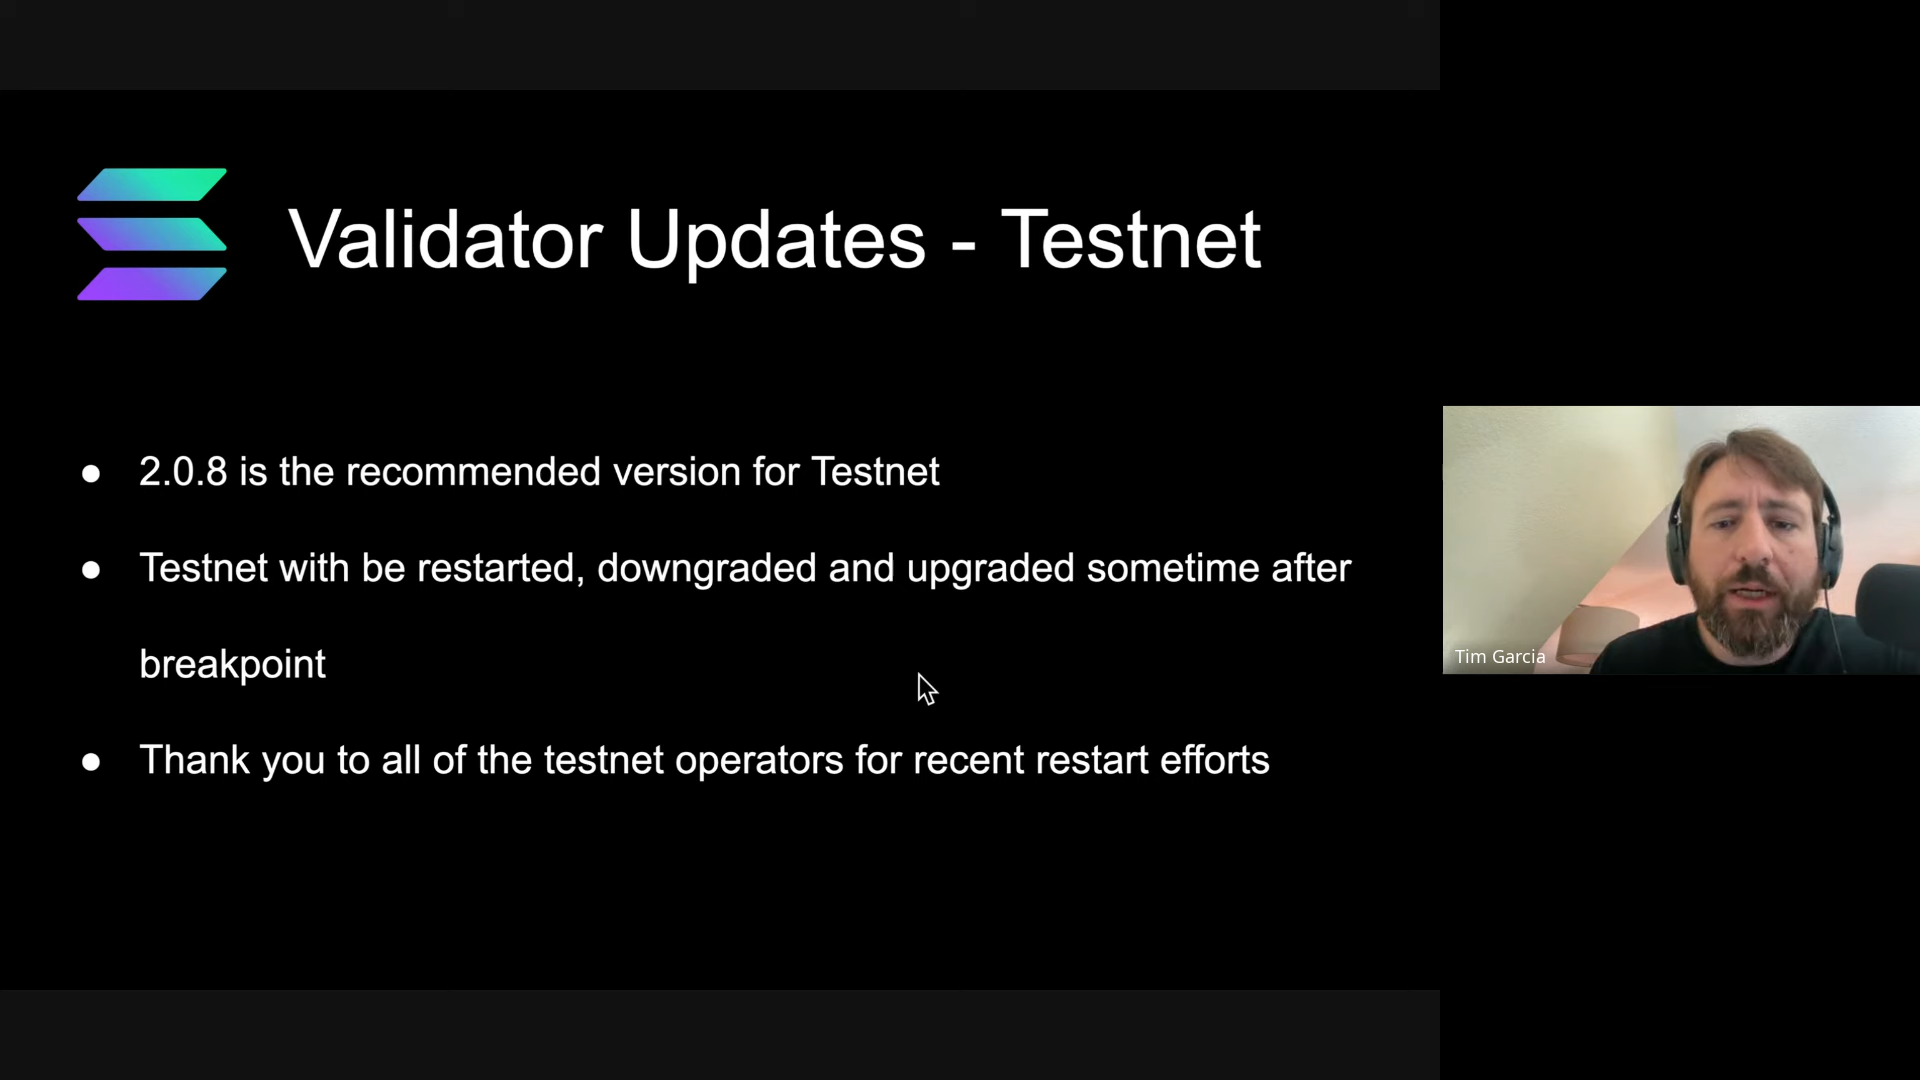 Validator Updates - Testnet
● 2.0.8 is the recommended version for Testnet
● Testnet with be restarted, downgraded and upgraded sometime after
breakpoint
● Thank you to all of the testnet operators for recent restart efforts
Tim Garcia